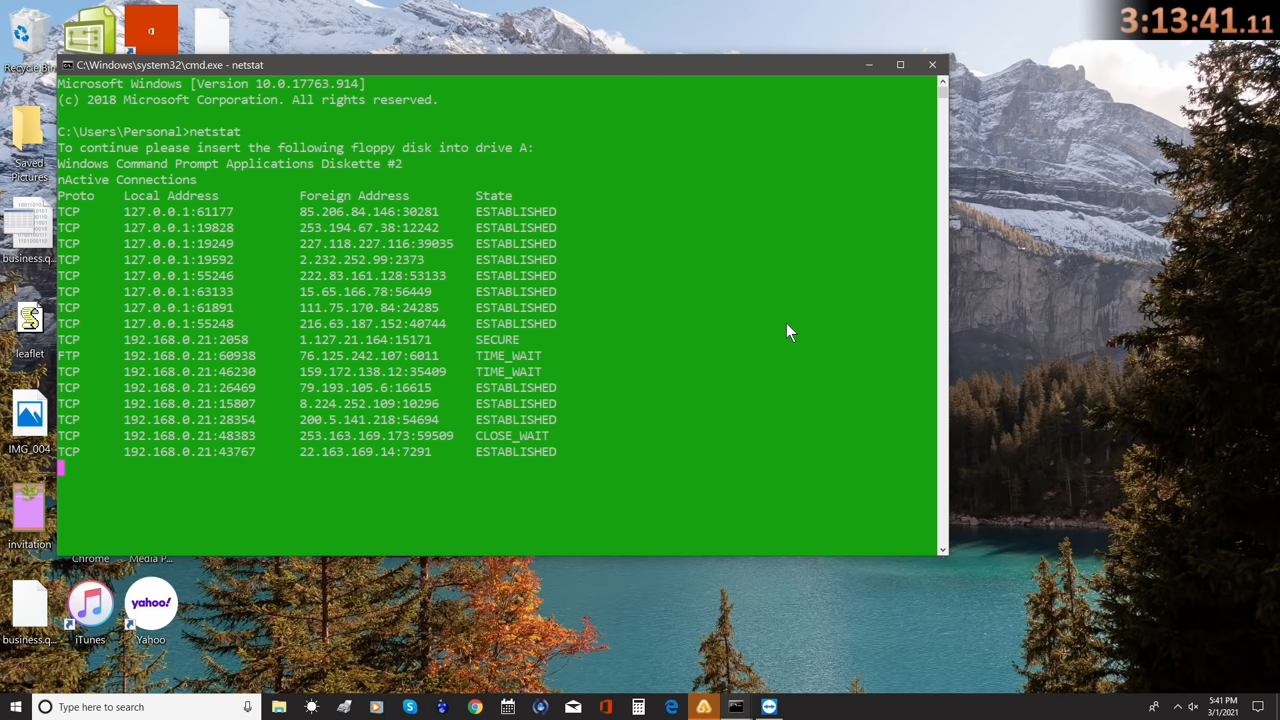 3:13:41.11
C:\Windows\system32\cmd.exe - netstat
Microsoft Windows [Version 10.0.17763.914]
(c) 2018 Microsoft Corporation. All rights reserved.
C:\Users\Personal>netstat
To continue please insert the following floppy disk into drive A:
Windows Command Prompt Applications Diskette #2
nActive Connections
Proto Local Address Foreign Address State
TCP 127.0.0.1:61177 85.206.84.146:30281 ESTABLISHED
TCP 127.0.0.1:19828 253.194.67.38:12242 ESTABLISHED
TCP 127.0.0.1:19249 227.118.227.116:39035 ESTABLISHED
TCP 127.0.0.1:19592 2.232.252.99:2373 ESTABLISHED
TCP 127.0.0.1:55246 222.83.161.128:53133 ESTABLISHED
TCP 127.0.0.1:63133 15.65.166.78:56449 ESTABLISHED
TCP 127.0.0.1:61891 111.75.170.84:24285 ESTABLISHED
TCP 127.0.0.1:55248 216.63.187.152:40744 ESTABLISHED
TCP 192.168.0.21:2058 1.127.21.164:15171 SECURE
FTP 192.168.0.21:60938 76.125.242.107:6011 TIME_WAIT
TCP 192.168.0.21:46230 159.172.138.12:35409 TIME_WAIT
TCP 192.168.0.21:26469 79.193.105.6:16615 ESTABLISHED
TCP 192.168.0.21:15807 8.224.252.109:10296 ESTABLISHED
TCP 192.168.0.21:28354 200.5.141.218:54694 ESTABLISHED
TCP 192.168.0.21:48383 253.163.169.173:59509 CLOSE_WAIT
TCP 192.168.0.21:43767 22.163.169.14:7291 ESTABLISHED
Recycle Bin
Saved
Pictures
business.q...
leaflet
IMG_004
invitation
Chrome
Media P...
business.q...
iTunes
yahoo!
Yahoo
Type here to search
5:41 PM
3/1/2021